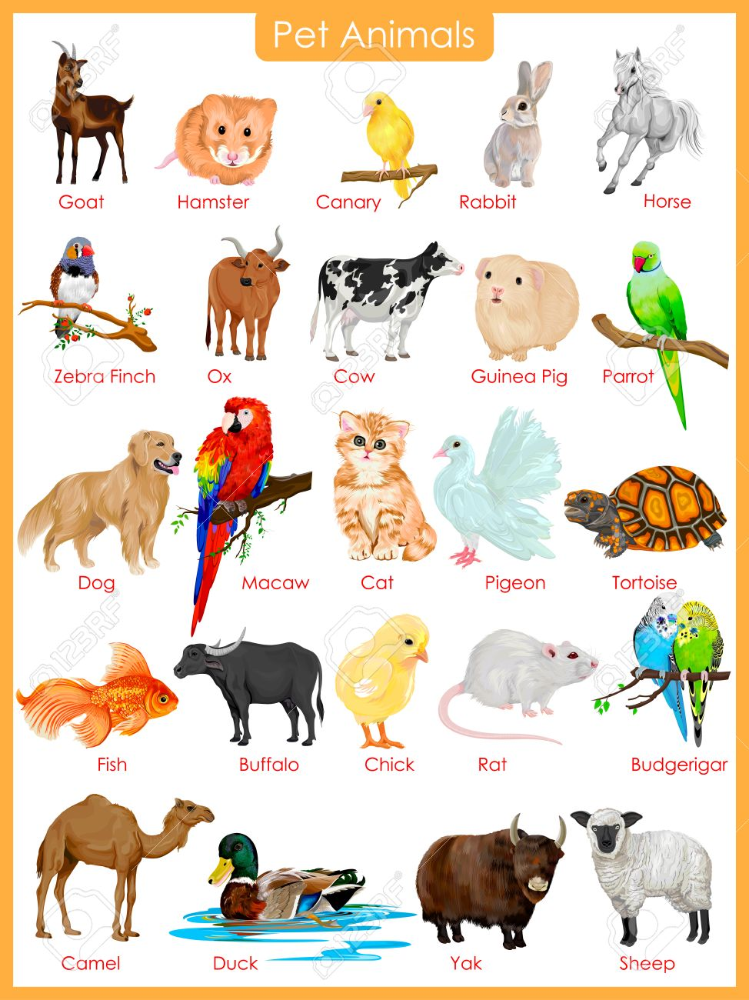 Pet Animals
Goat
Hamster
Canary
Rabbit
Horse
Zebra Finch
Ox
Cow
Guinea Pig
Parrot
Dog
Macaw
Cat
Pigeon
Tortoise
Fish
Buffalo
Chick
Rat
Budgerigar
Camel
Duck
Yak
Sheep
123RF